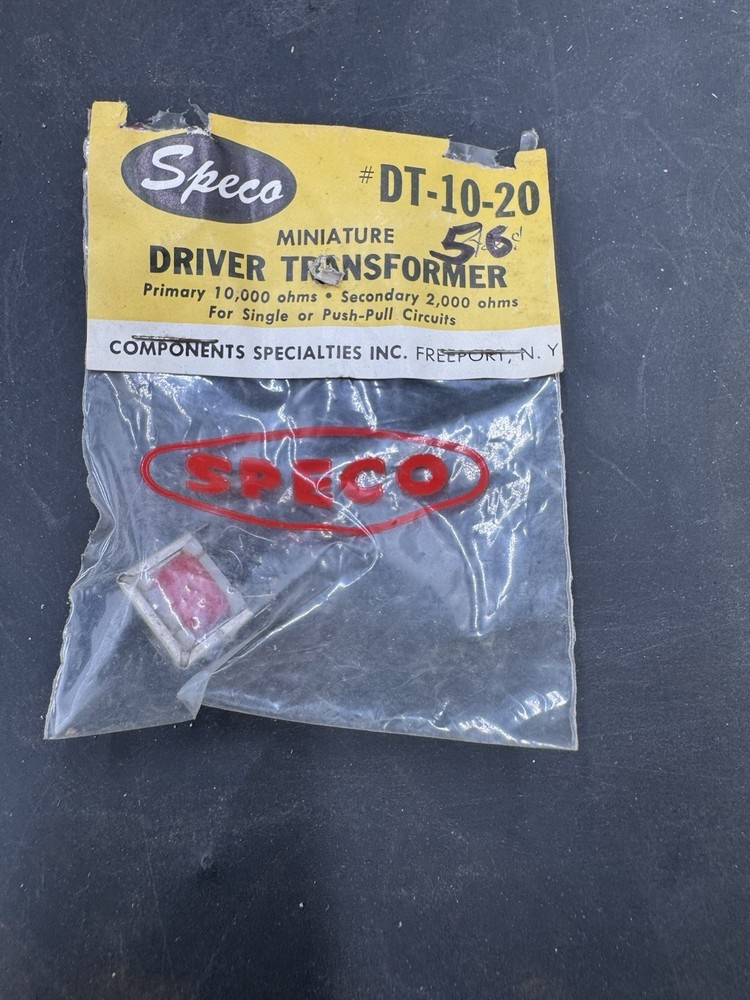 Speco
#DT-10-20
MINIATURE
56
DRIVER TRANSFORMER
Primary 10,000 ohms • Secondary 2,000 ohms
For Single or Push-Pull Circuits
COMPONENTS SPECIALTIES INC. FREEPORT, N. Y
SPECO